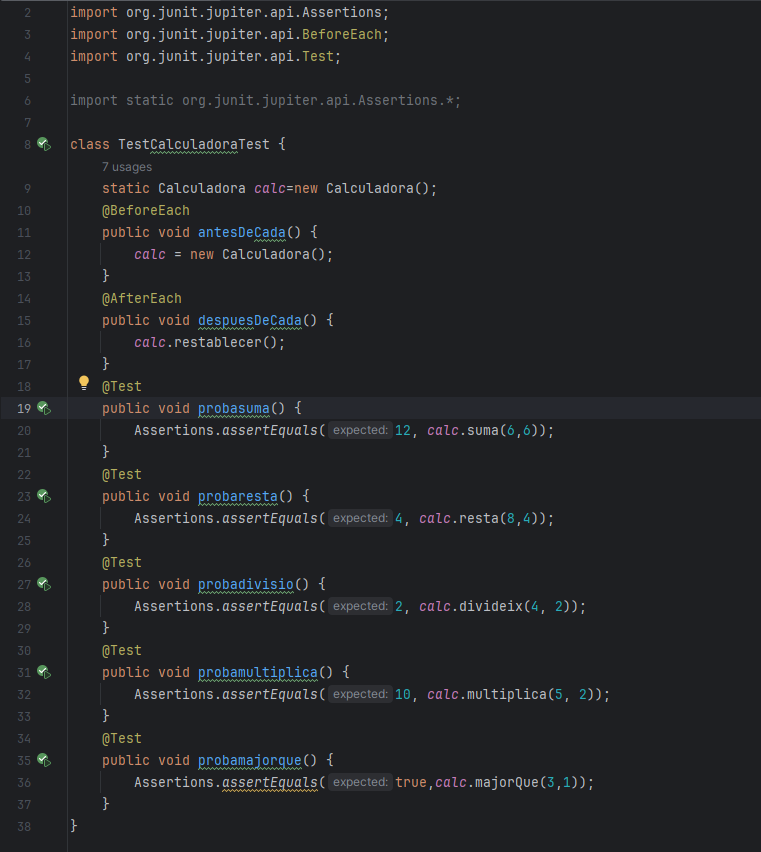 2 import org.junit.jupiter.api.Assertions;
3 import org.junit.jupiter.api.BeforeEach;
4 import org.junit.jupiter.api.Test;
5
6 import static org.junit.jupiter.api.Assertions.*;
7
8 class TestCalculadoraTest {
7 usages
9 static Calculadora calc=new Calculadora();
10 @BeforeEach
11 public void antesDeCada() {
12 calc = new Calculadora();
13 }
14 @AfterEach
15 public void despuesDeCada() {
16 calc.restablecer();
17 }
18 @Test
19 public void probasuma() {
20 Assertions.assertEquals( expected: 12, calc.suma(6,6));
21 }
22 @Test
23 public void probaresta() {
24 Assertions.assertEquals( expected: 4, calc.resta(8,4));
25 }
26 @Test
27 public void probadivisio() {
28 Assertions.assertEquals( expected: 2, calc.divideix(4, 2));
29 }
30 @Test
31 public void probamultiplica() {
32 Assertions.assertEquals( expected: 10, calc.multiplica(5, 2));
33 }
34 @Test
35 public void probamajorque() {
36 Assertions.assertEquals( expected: true,calc.majorQue(3,1));
37 }
38 }